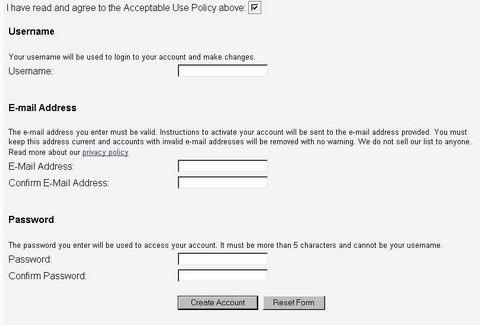 I have read and agree to the Acceptable Use Policy above:
Username
Your username will be used to login to your account and make changes.
Username:
E-mail Address
The e-mail address you enter must be valid. Instructions to activate your account will be sent to the e-mail address provided. You must
keep this address current and accounts with invalid e-mail addresses will be removed with no warning. We do not sell our list to anyone.
Read more about our privacy policy
E-Mail Address:
Confirm E-Mail Address:
Password
The password you enter will be used to access your account. It must be more than 5 characters and cannot be your username.
Password:
Confirm Password:
Create Account Reset Form